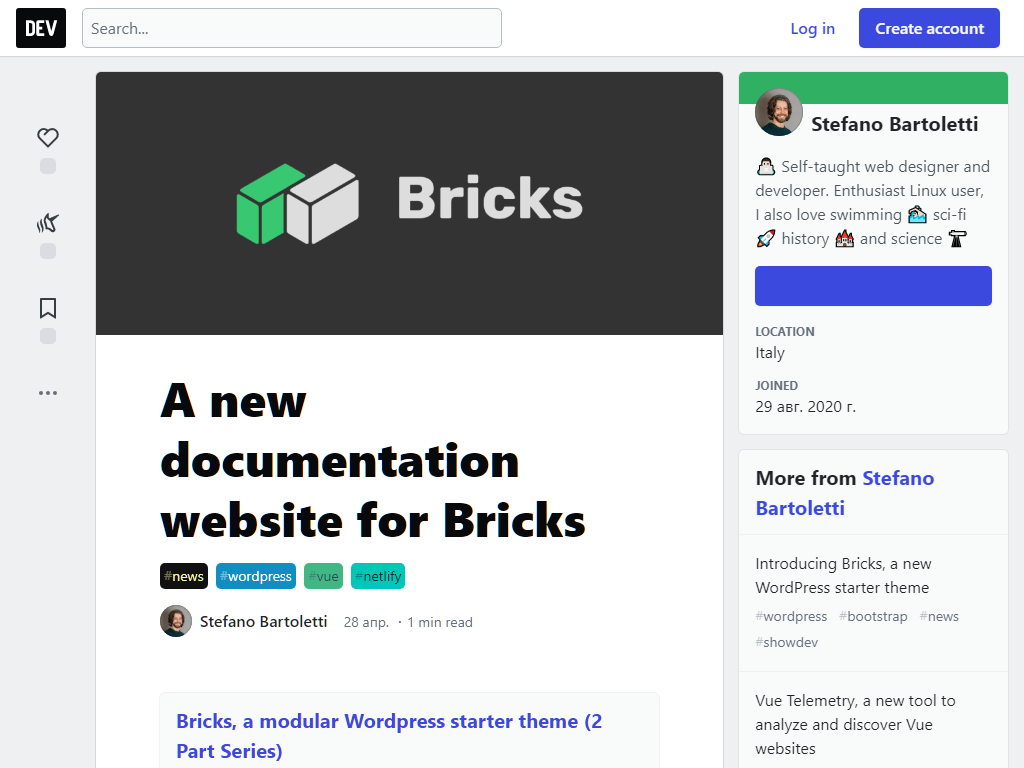 DEV
Search...
Log in
Create account
Bricks
A new
documentation
website for Bricks
#news #wordpress #vue #netlify
Stefano Bartoletti 28 апр. · 1 min read
Bricks, a modular Wordpress starter theme (2
Part Series)
Stefano Bartoletti
Self-taught web designer and
developer. Enthusiast Linux user,
I also love swimming 🏊 sci-fi
🚀 history 🏰 and science 🔭
LOCATION
Italy
JOINED
29 авг. 2020 г.
More from Stefano
Bartoletti
Introducing Bricks, a new
WordPress starter theme
#wordpress #bootstrap #news
#showdev
Vue Telemetry, a new tool to
analyze and discover Vue
websites